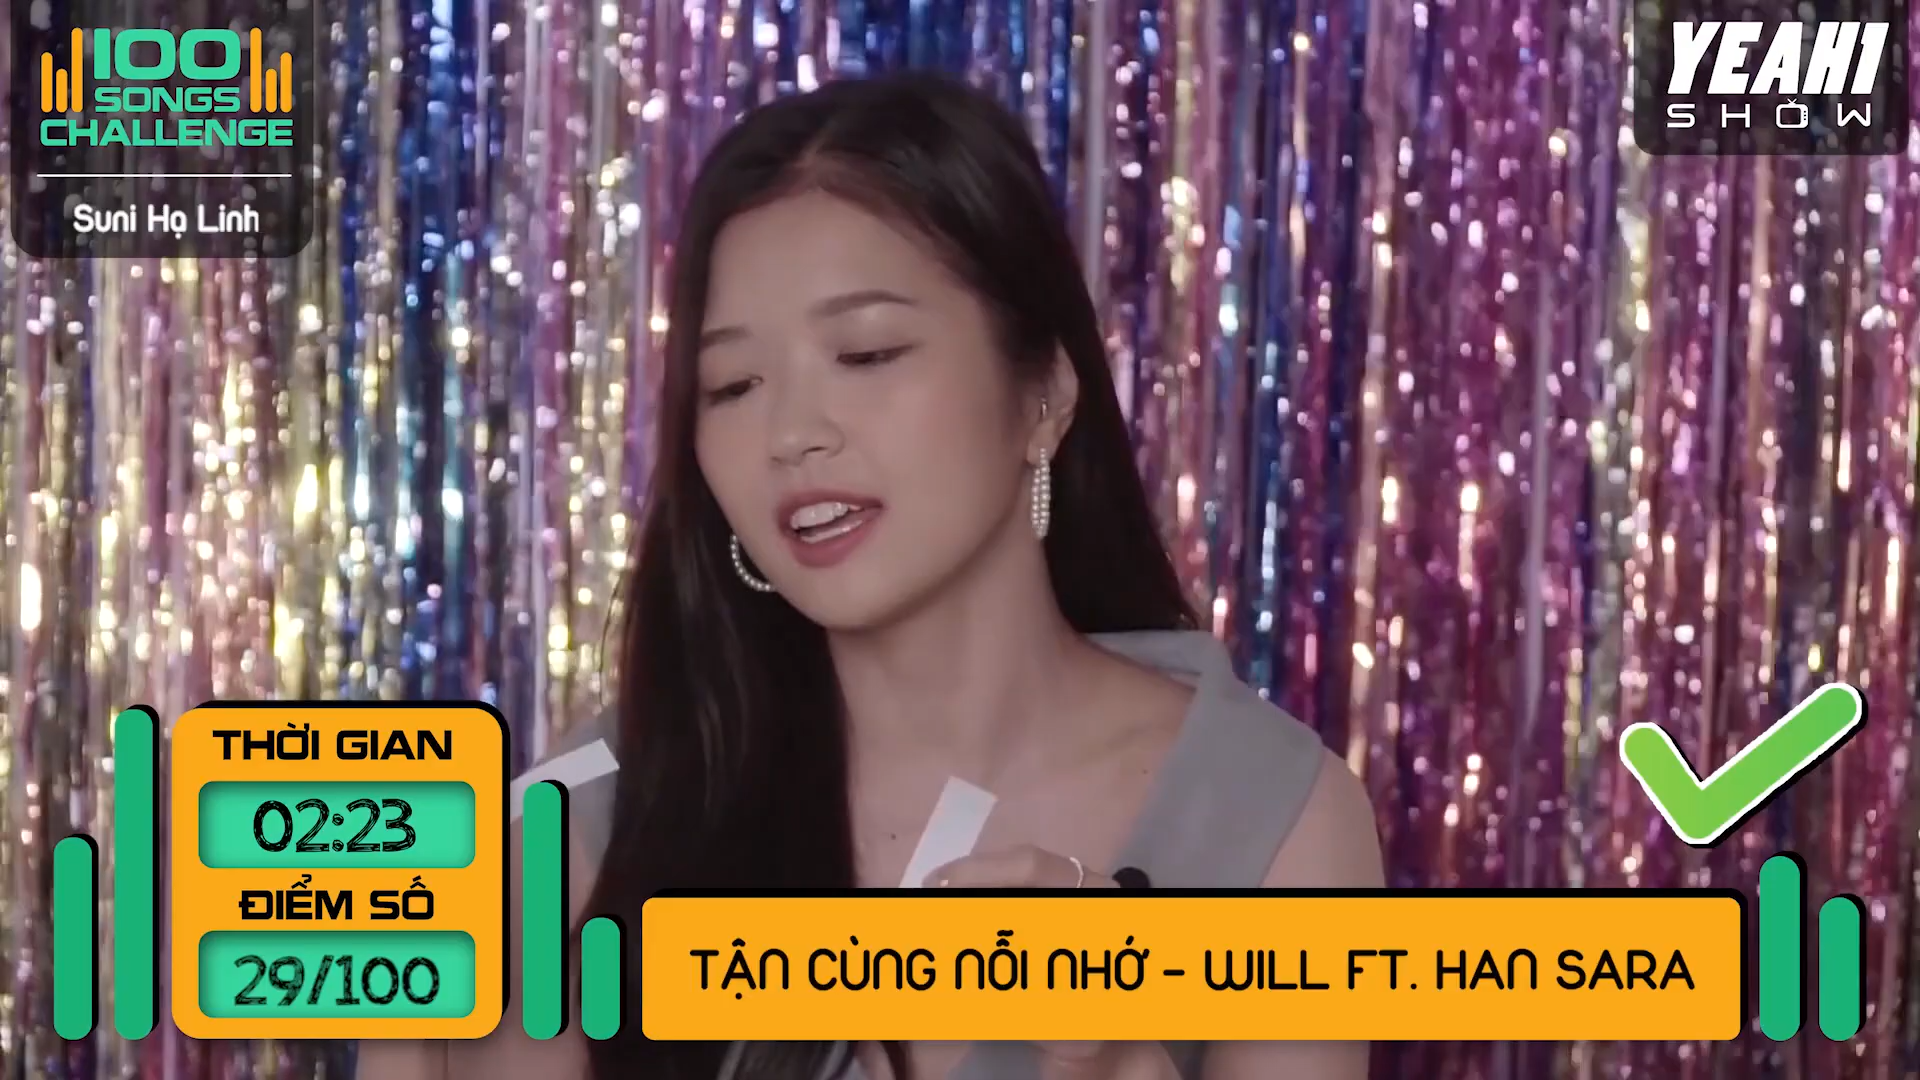 100
SONGS
CHALLENGE
Suni Hạ Linh
YEAH1
SHOW
THỜI GIAN
02:23
ĐIỂM SỐ
29/100
TẬN CÙNG NỖI NHỚ - WILL FT. HAN SARA